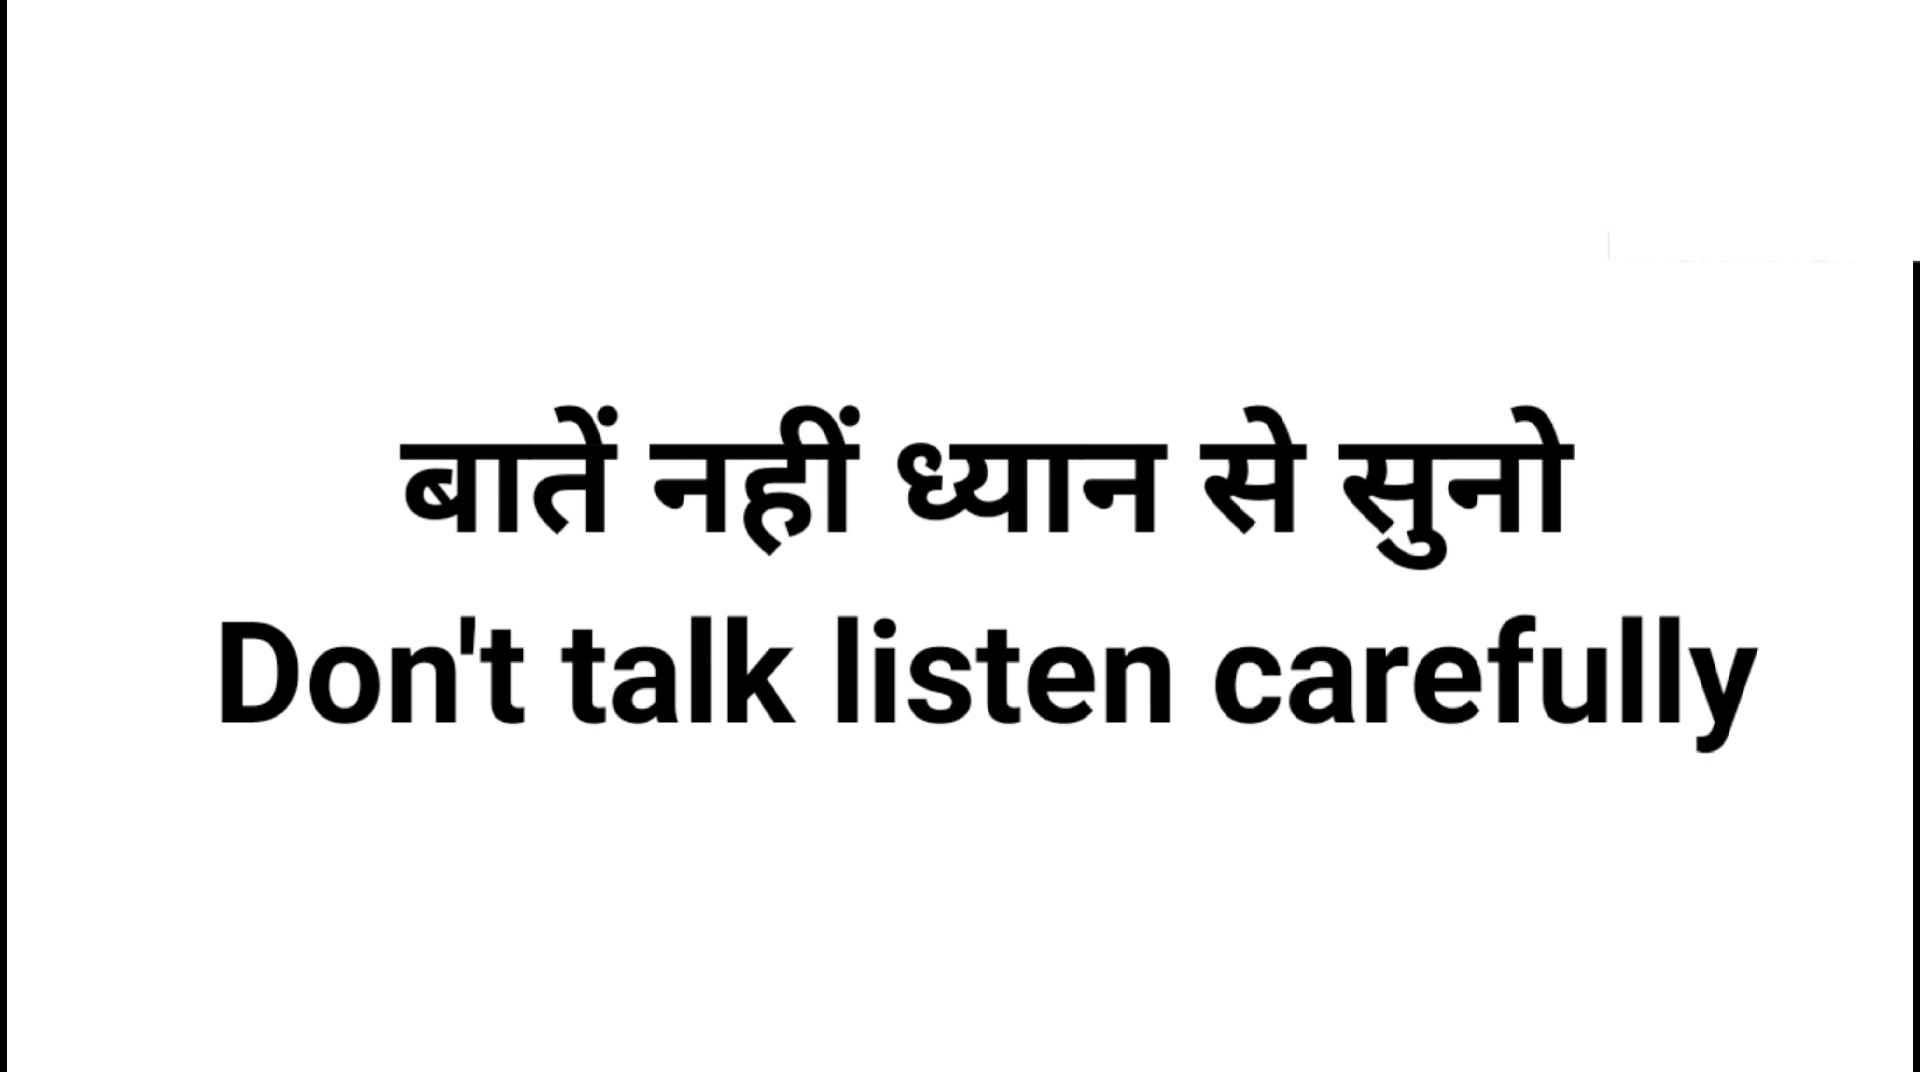 बातें नहीं ध्यान से सुनो
Don't talk listen carefully